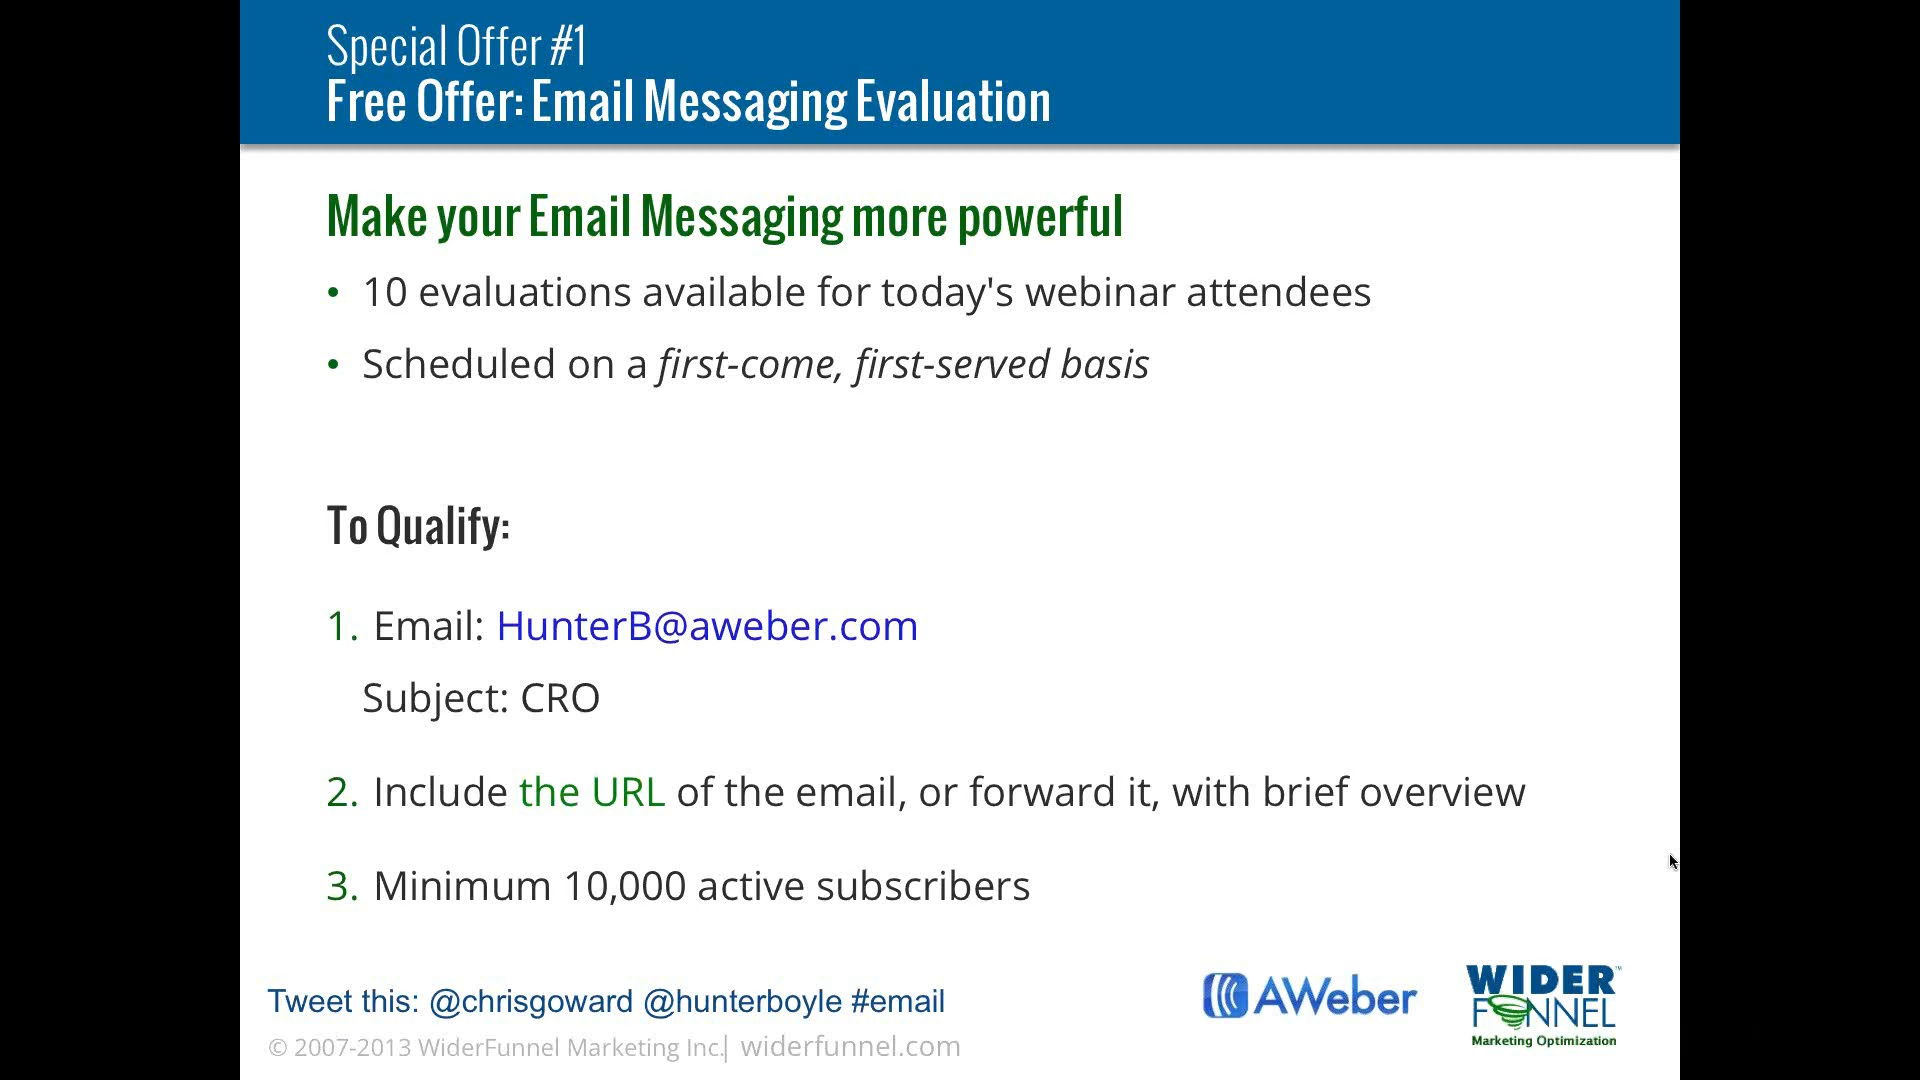 Special Offer #1
Free Offer: Email Messaging Evaluation
Make your Email Messaging more powerful
• 10 evaluations available for today's webinar attendees
• Scheduled on a first-come, first-served basis
To Qualify:
1. Email: HunterB@aweber.com
Subject: CRO
2. Include the URL of the email, or forward it, with brief overview
3. Minimum 10,000 active subscribers
Tweet this: @chrisgoward @hunterboyle #email
© 2007-2013 WiderFunnel Marketing Inc.| widerfunnel.com
AWeber
WIDER™
FUNNEL
Marketing Optimization